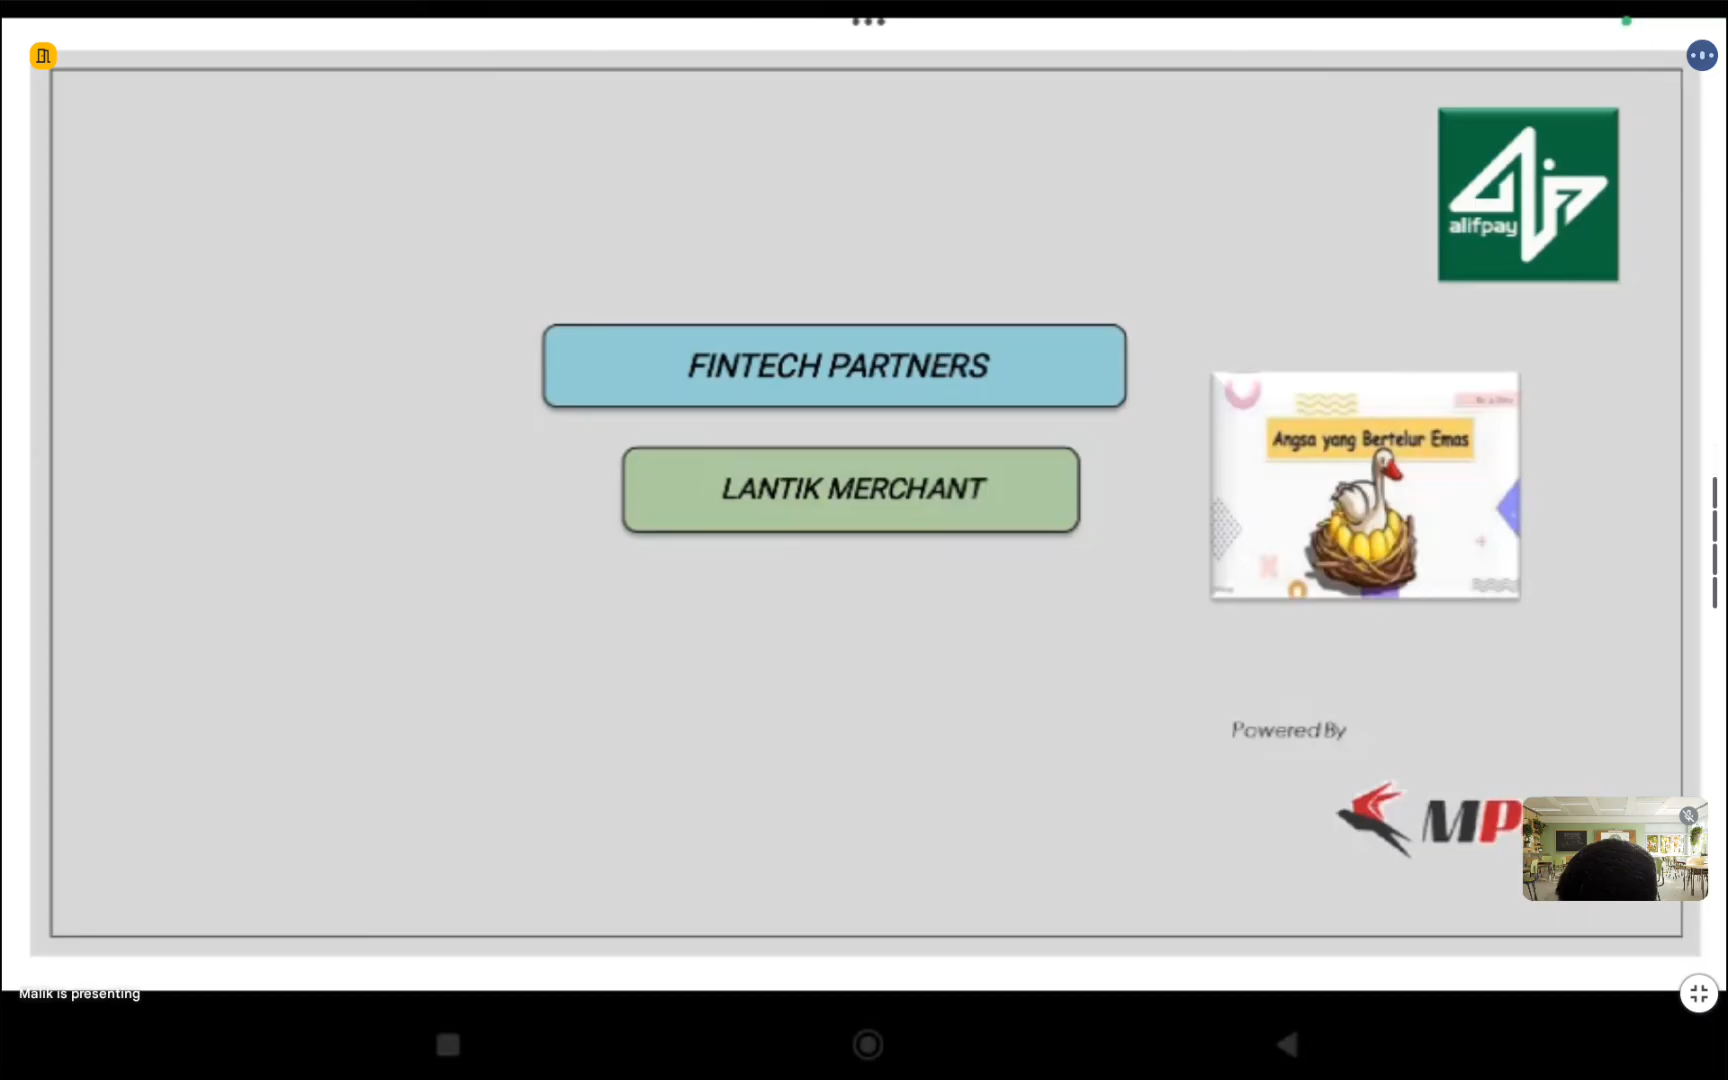 alifpay
FINTECH PARTNERS
Angsa yang Bertelur Emas
LANTIK MERCHANT
Powered By
MP
Malik is presenting